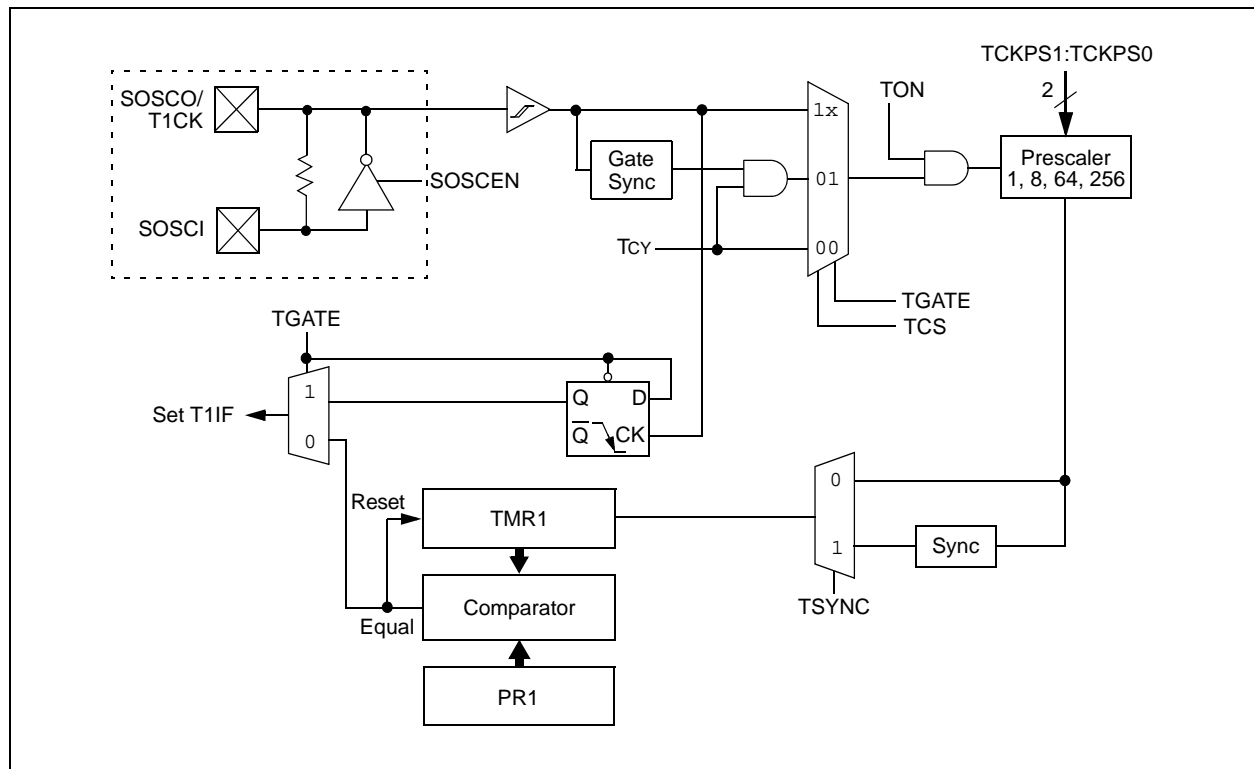 TCKPS1:TCKPS0
SOSCO/
T1CK
2
TON
1x
Gate
Sync
Prescaler
1, 8, 64, 256
SOSCEN
01
SOSCI
TCY
00
TGATE
TCS
TGATE
1
Q
D
Set T1IF
Q
CK
0
Reset
TMR1
0
1
Sync
Comparator
Equal
TSYNC
PR1